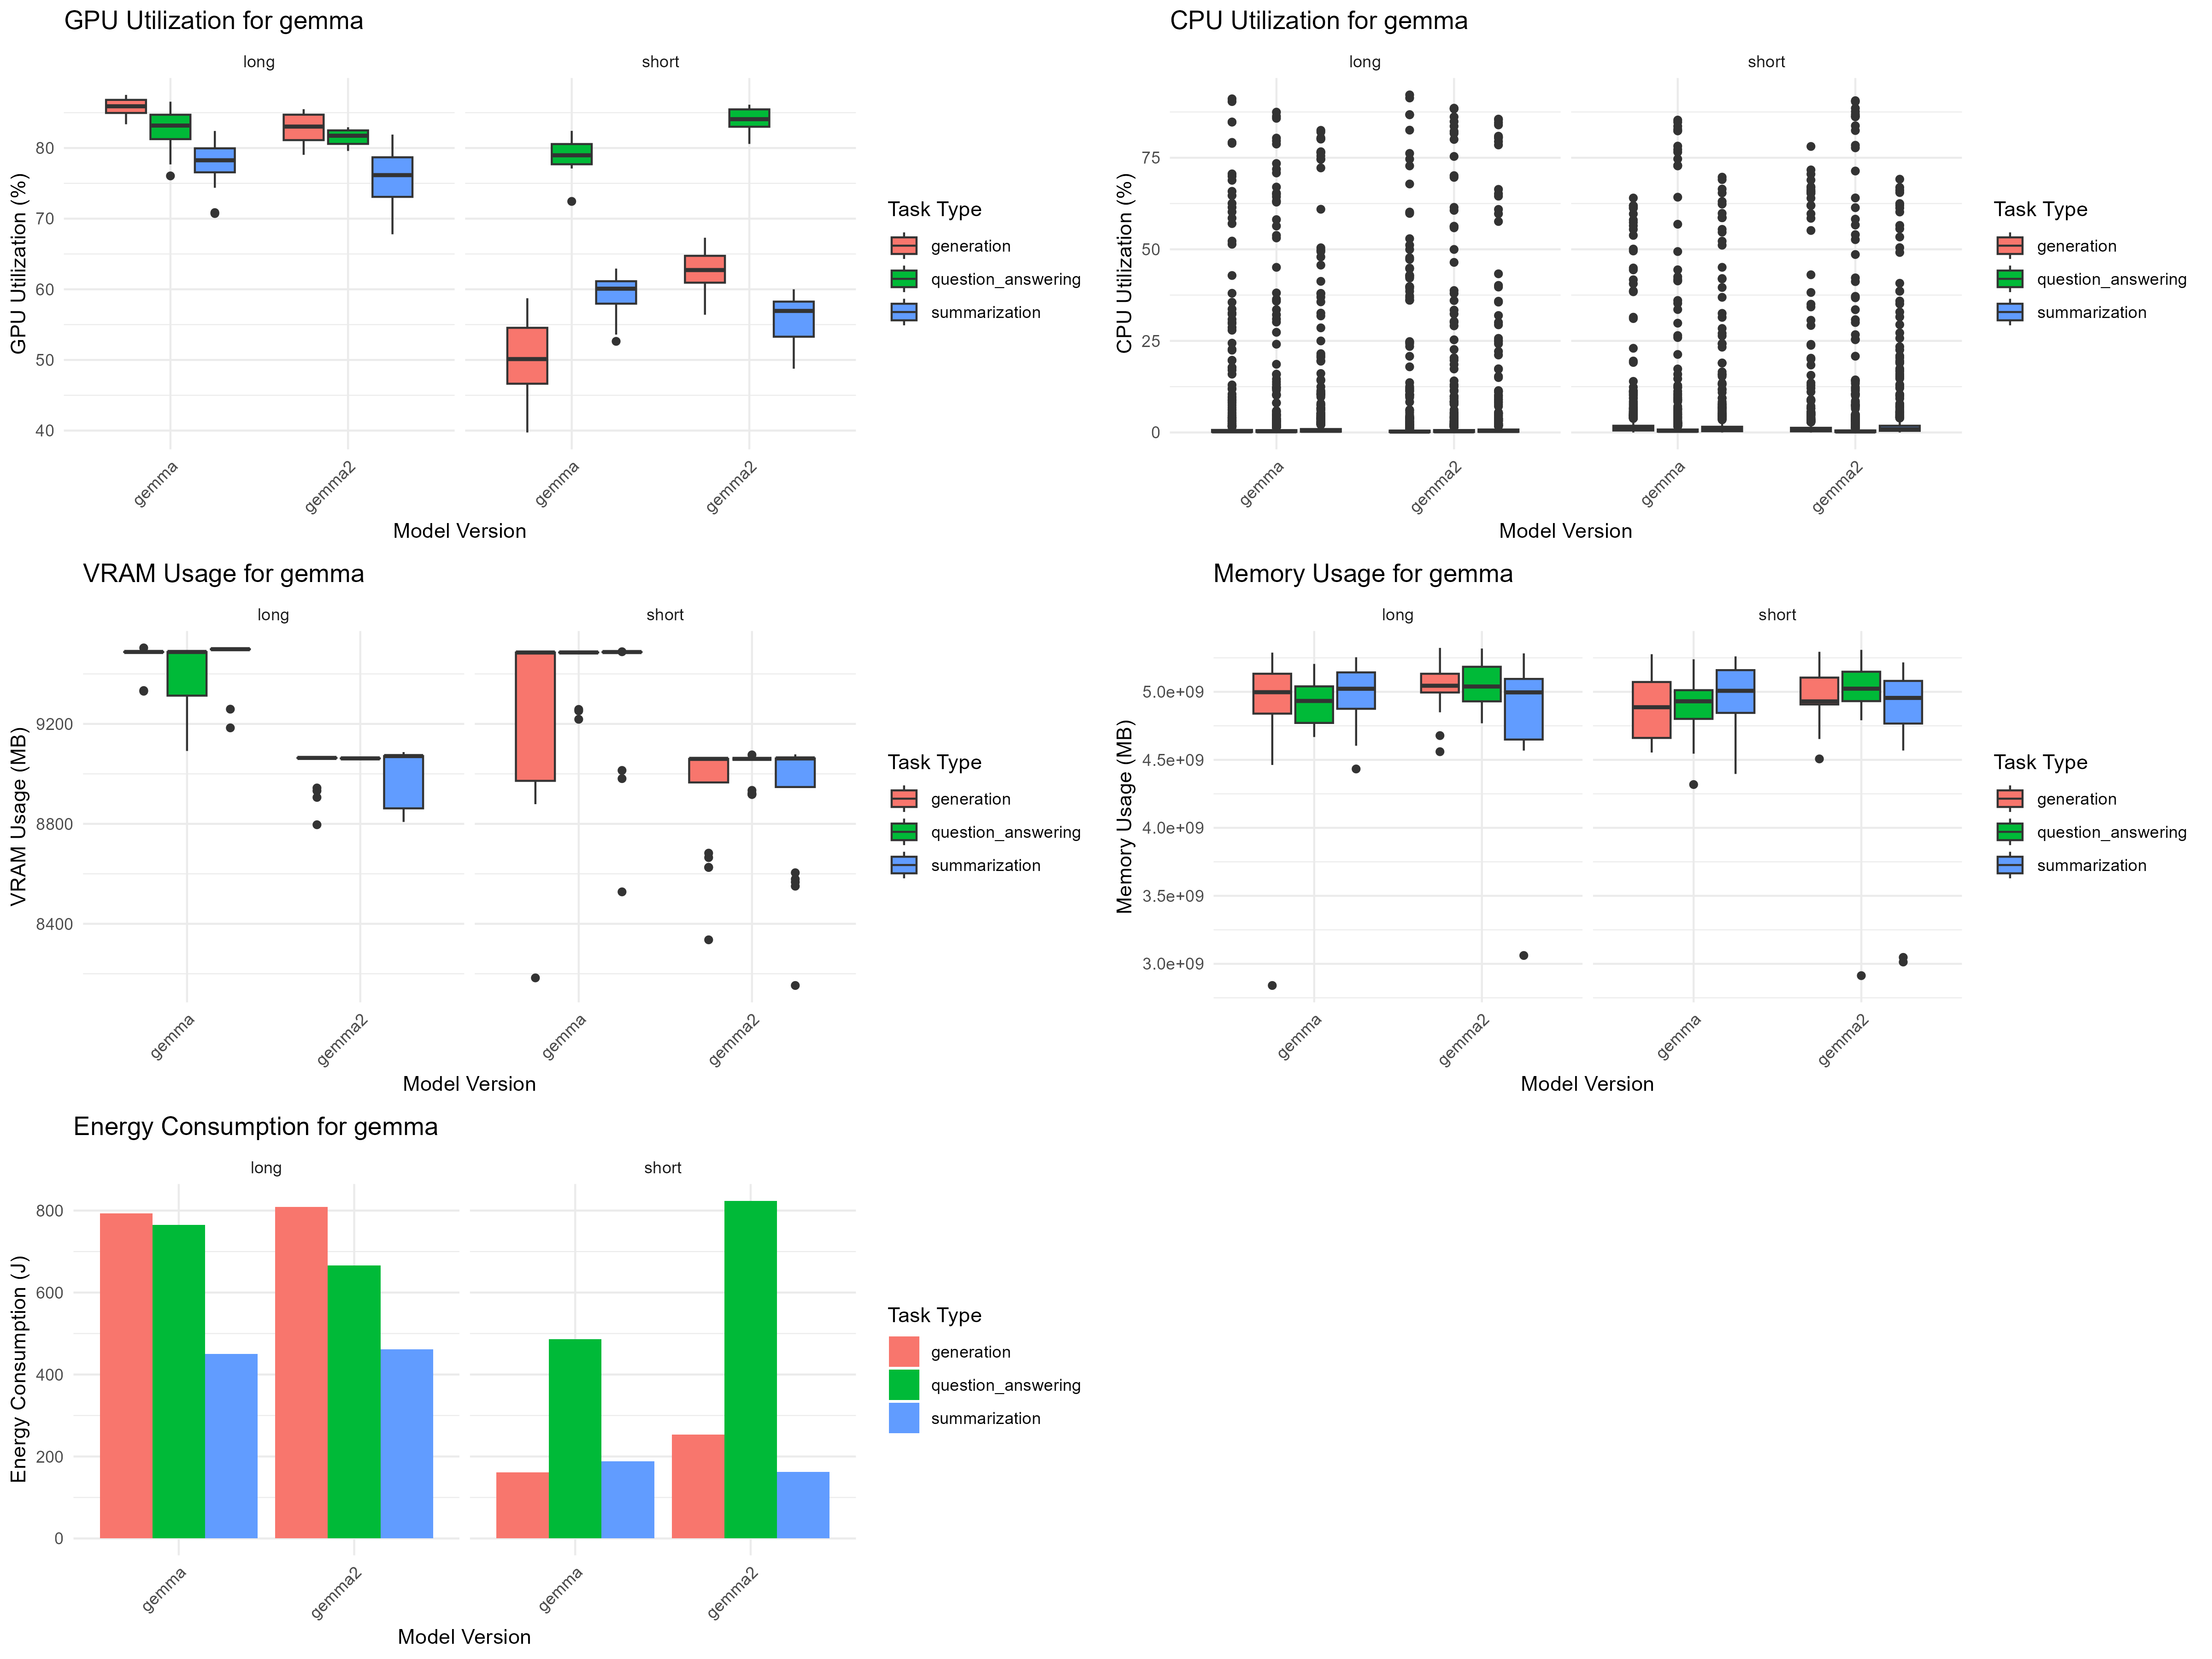 GPU Utilization for gemma
long
short
GPU Utilization (%)
80
70
60
50
40
gemma
gemma2
gemma
gemma2
Model Version
Task Type
generation
question_answering
summarization
CPU Utilization for gemma
long
short
CPU Utilization (%)
75
50
25
0
gemma
gemma2
gemma
gemma2
Model Version
Task Type
generation
question_answering
summarization
VRAM Usage for gemma
long
short
VRAM Usage (MB)
9200
8800
8400
gemma
gemma2
gemma
gemma2
Model Version
Task Type
generation
question_answering
summarization
Memory Usage for gemma
long
short
Memory Usage (MB)
5.0e+09
4.5e+09
4.0e+09
3.5e+09
3.0e+09
gemma
gemma2
gemma
gemma2
Model Version
Task Type
generation
question_answering
summarization
Energy Consumption for gemma
long
short
Energy Consumption (J)
800
600
400
200
0
gemma
gemma2
gemma
gemma2
Model Version
Task Type
generation
question_answering
summarization